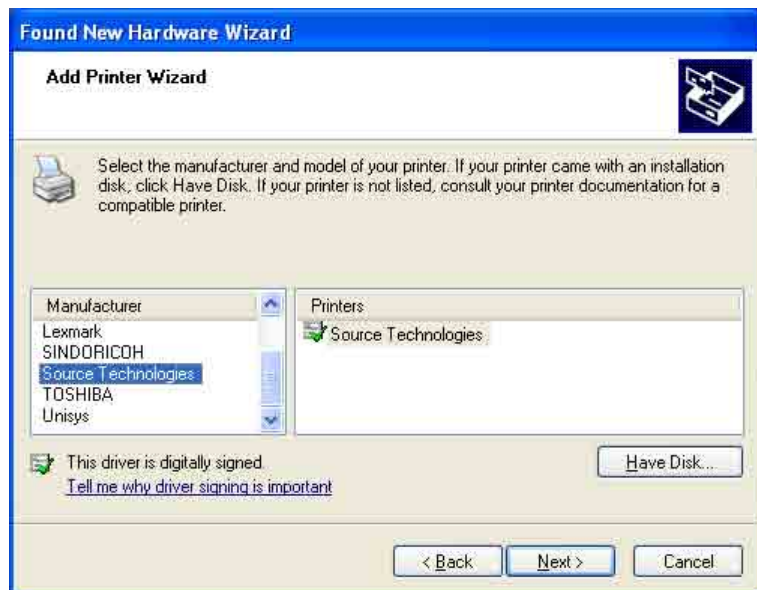 Found New Hardware Wizard
Add Printer Wizard
Select the manufacturer and model of your printer. If your printer came with an installation
disk, click Have Disk. If your printer is not listed, consult your printer documentation for a
compatible printer.
Manufacturer
Lexmark
SINDORICOH
Source Technologies
TOSHIBA
Unisys
Printers
Source Technologies
This driver is digitally signed.
Tell me why driver signing is important
Have Disk...
< Back
Next >
Cancel